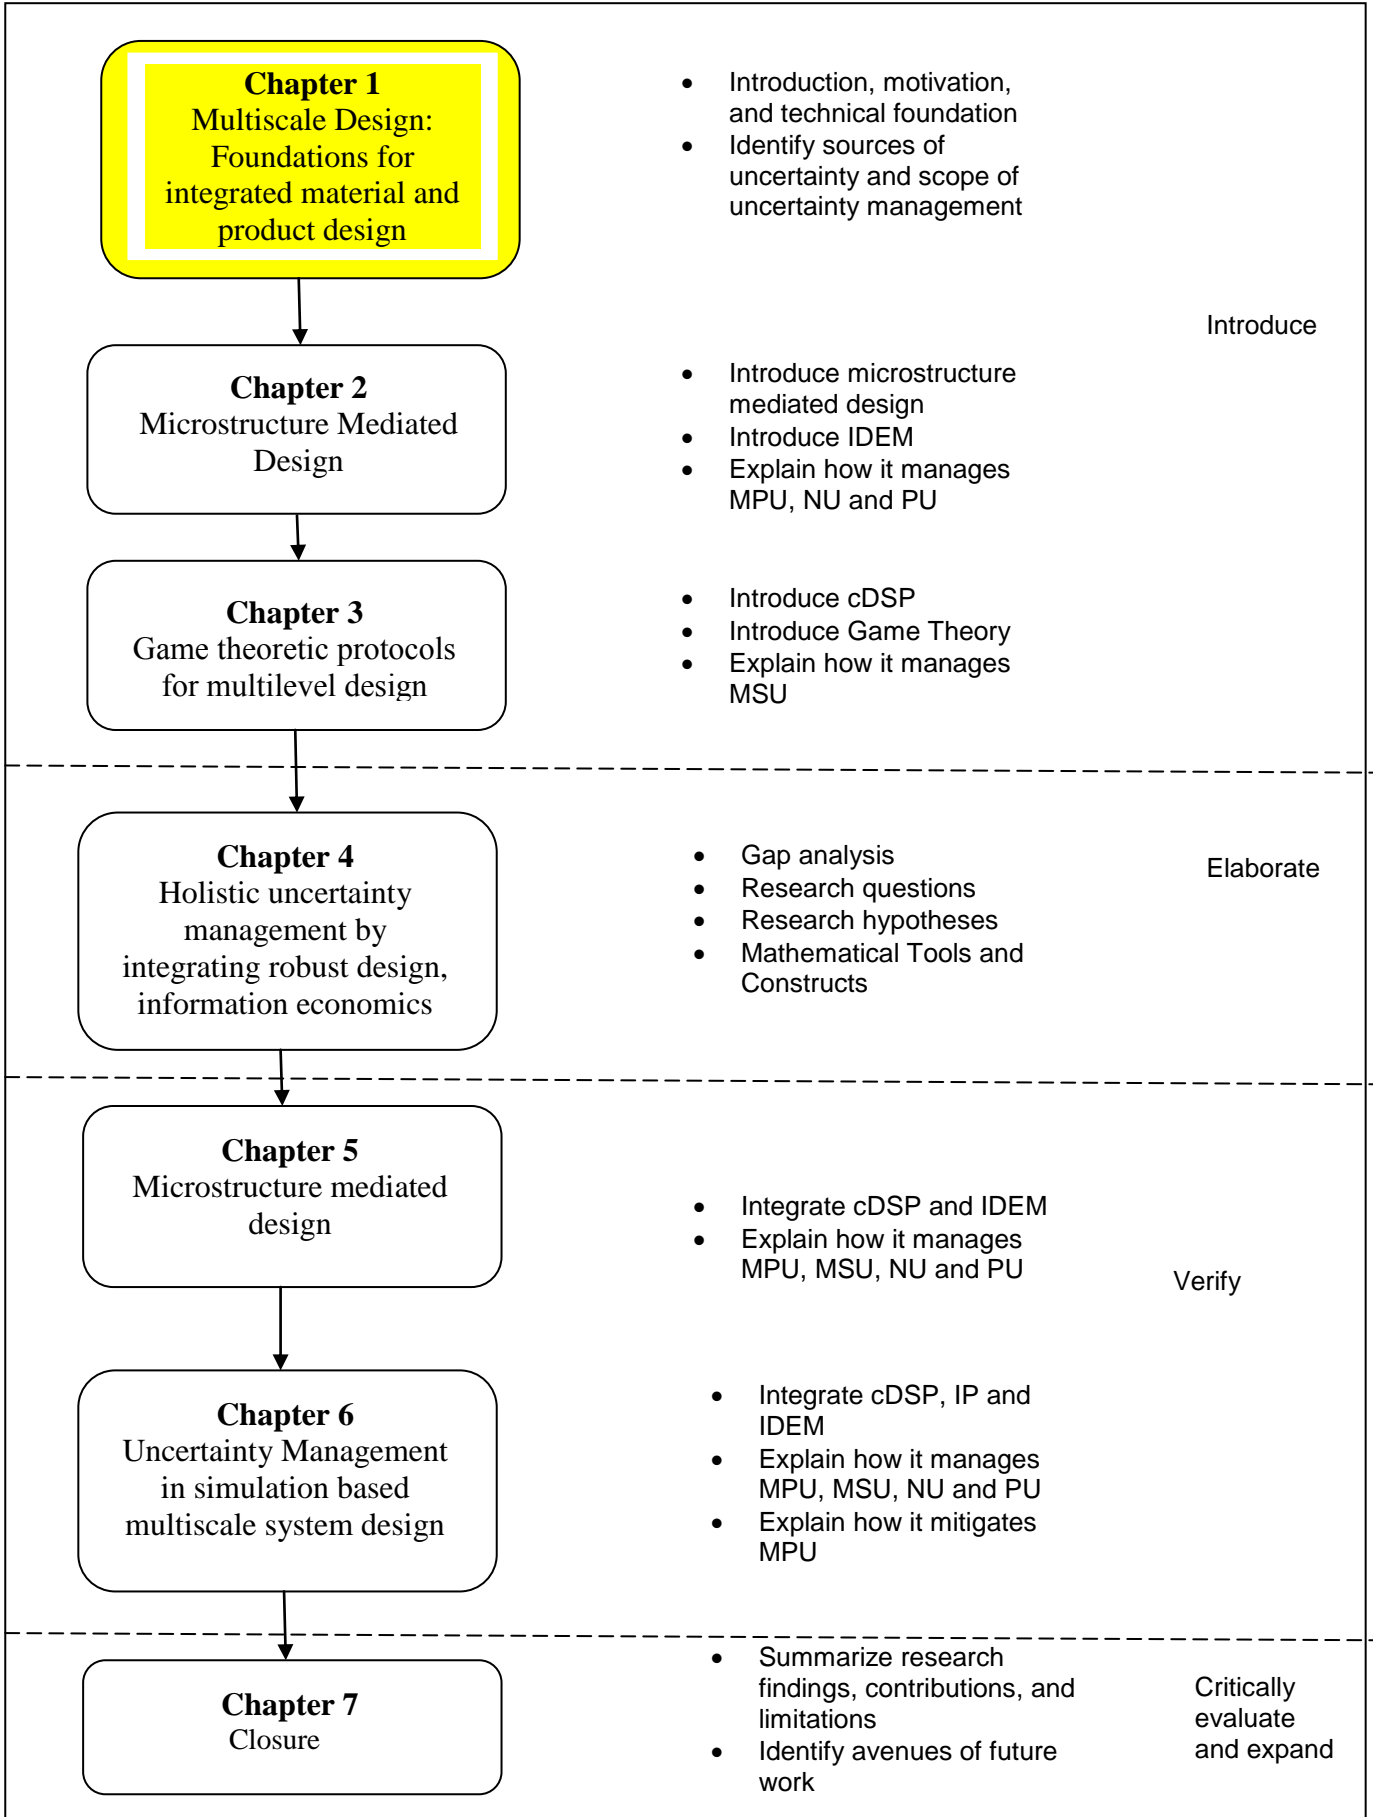 Chapter 1
Multiscale Design:
Foundations for
integrated material and
product design
• Introduction, motivation,
and technical foundation
• Identify sources of
uncertainty and scope of
uncertainty management
Introduce
Chapter 2
Microstructure Mediated
Design
• Introduce microstructure
mediated design
• Introduce IDEM
• Explain how it manages
MPU, NU and PU
Chapter 3
Game theoretic protocols
for multilevel design
• Introduce cDSP
• Introduce Game Theory
• Explain how it manages
MSU
Chapter 4
Holistic uncertainty
management by
integrating robust design,
information economics
• Gap analysis
• Research questions
• Research hypotheses
• Mathematical Tools and
Constructs
Elaborate
Chapter 5
Microstructure mediated
design
• Integrate cDSP and IDEM
• Explain how it manages
MPU, MSU, NU and PU
Verify
Chapter 6
Uncertainty Management
in simulation based
multiscale system design
• Integrate cDSP, IP and
IDEM
• Explain how it manages
MPU, MSU, NU and PU
• Explain how it mitigates
MPU
Chapter 7
Closure
• Summarize research
findings, contributions, and
limitations
• Identify avenues of future
work
Critically
evaluate
and expand